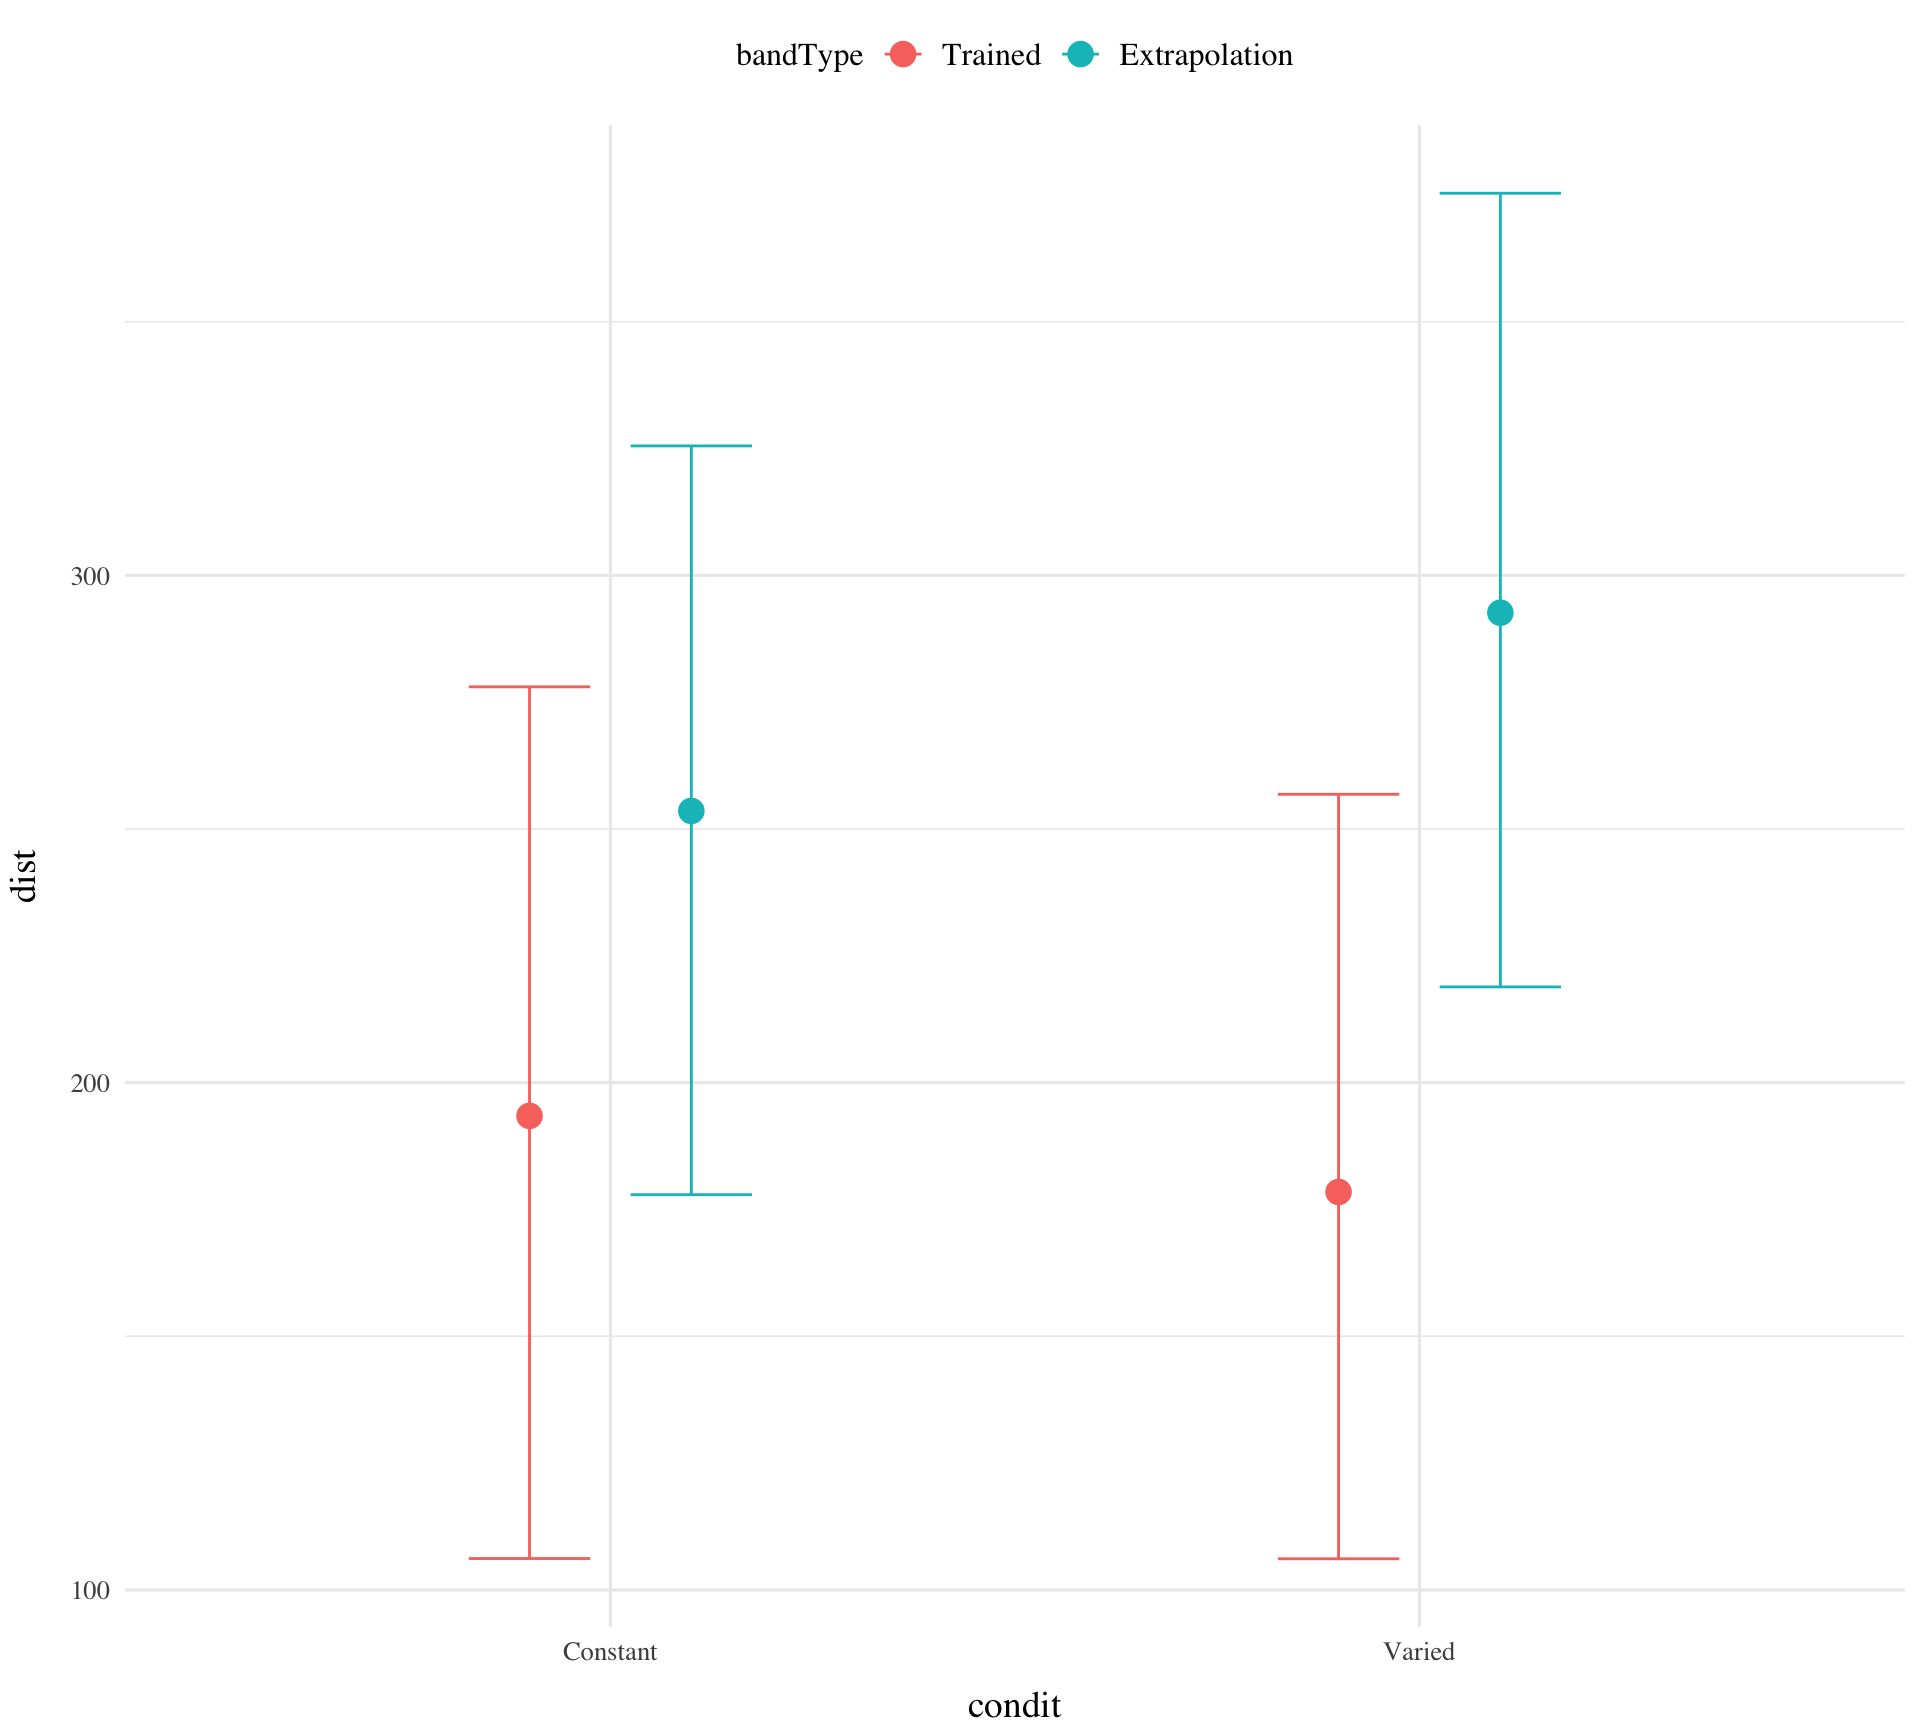 bandType Trained Extrapolation
300
200
100
dist
Constant Varied
condit